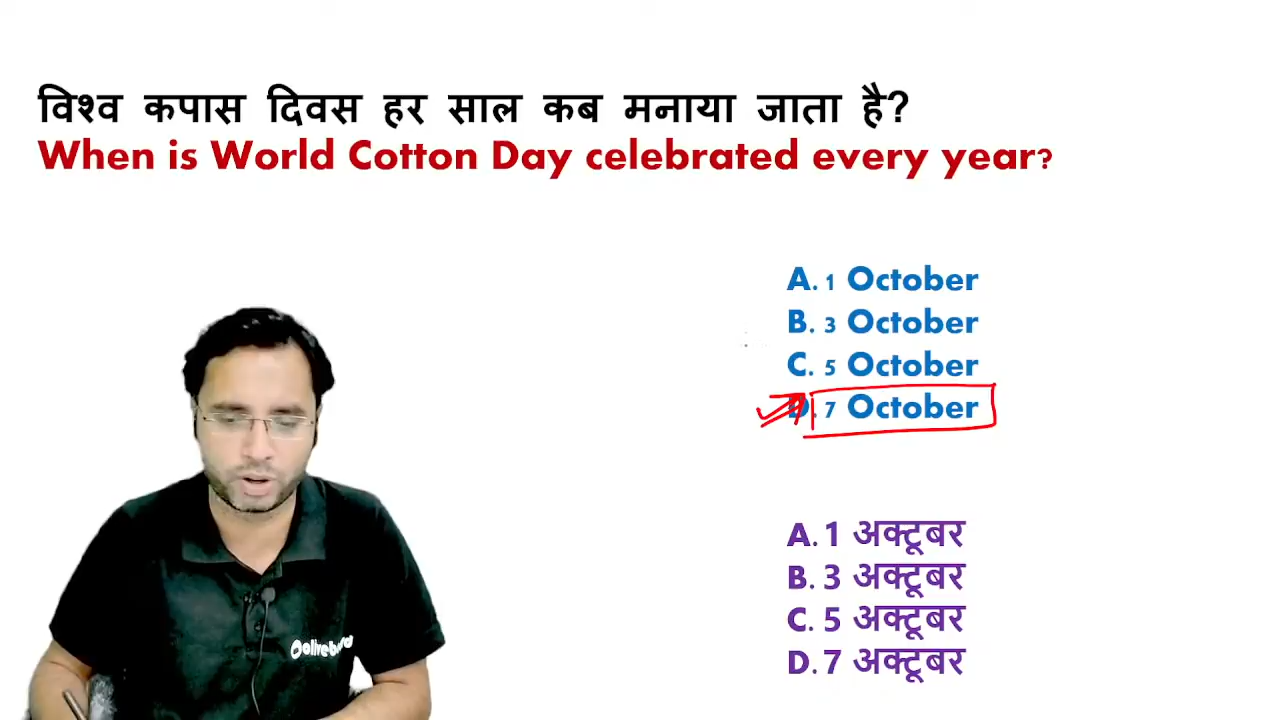 विश्व कपास दिवस हर साल कब मनाया जाता है?
When is World Cotton Day celebrated every year?
A. 1 October
B. 3 October
C. 5 October
D. 7 October
A. 1 अक्टूबर
B. 3 अक्टूबर
C. 5 अक्टूबर
D. 7 अक्टूबर
oliveboard